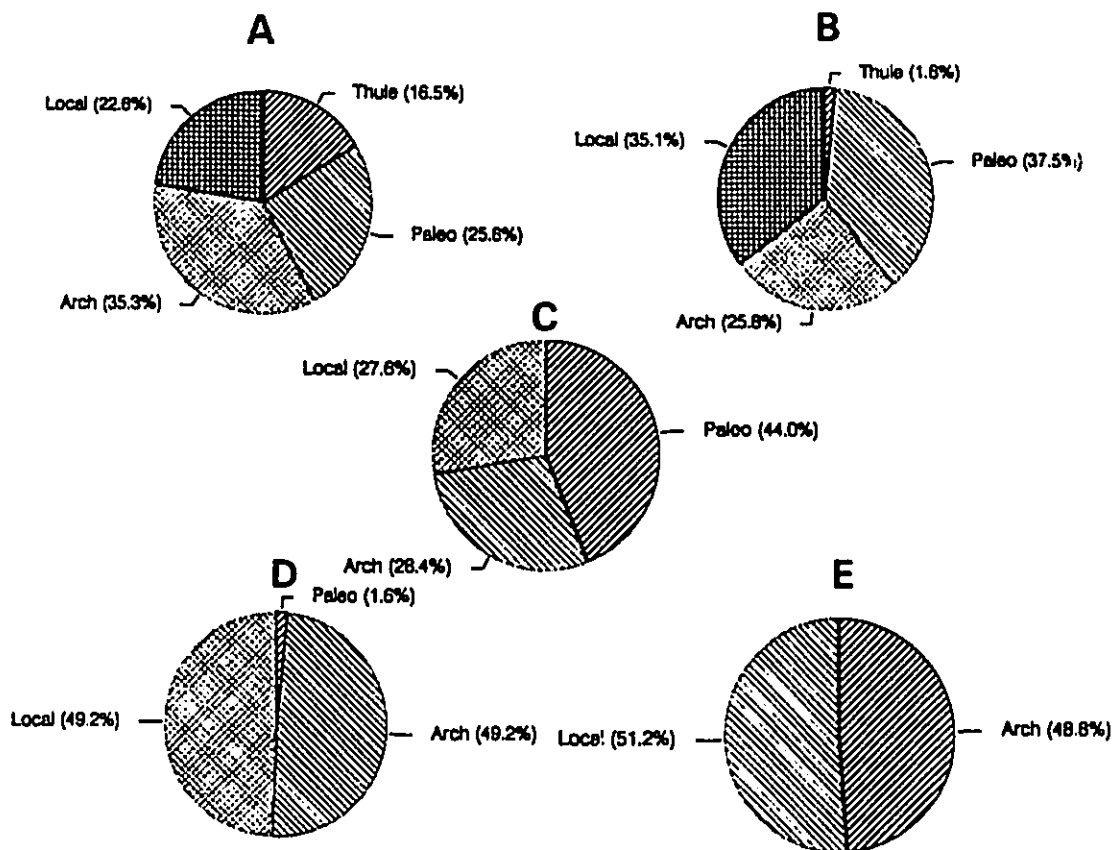 A
Local (22.6%)
Thule (16.5%)
Paleo (25.6%)
Arch (35.3%)
B
Thule (1.6%)
Local (35.1%)
Paleo (37.5%)
Arch (25.8%)
C
Local (27.6%)
Paleo (44.0%)
Arch (28.4%)
D
Paleo (1.6%)
Local (49.2%)
Arch (49.2%)
E
Local (51.2%)
Arch (48.8%)